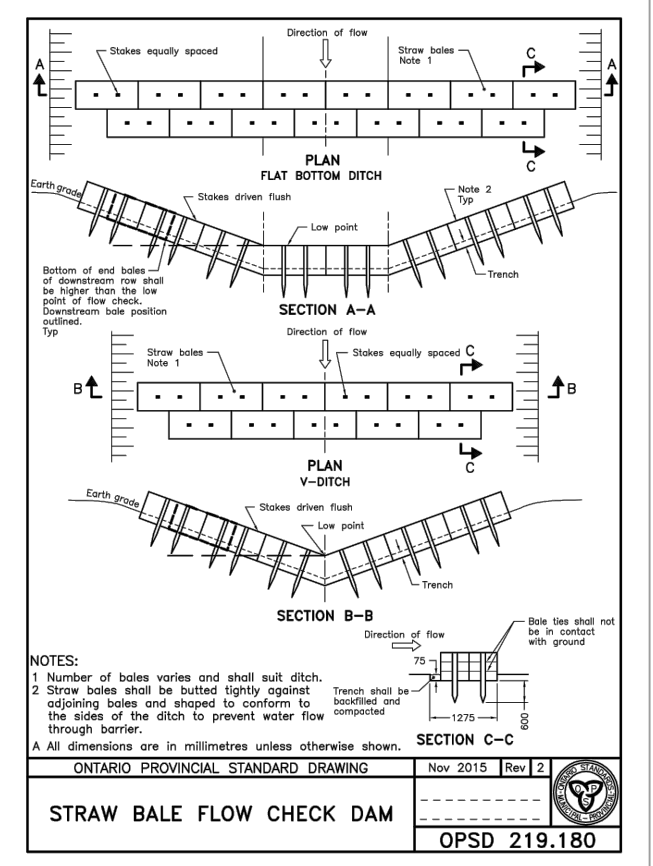 Direction of flow
Stakes equally spaced
Straw bales
Note 1
C
A
A
C
PLAN
FLAT BOTTOM DITCH
Earth grade
Stakes driven flush
Note 2
Typ
Low point
Trench
Bottom of end bales
of downstream row shall
be higher than the low
point of flow check.
Downstream bale position
outlined.
Typ
SECTION A-A
Direction of flow
Straw bales
Note 1
Stakes equally spaced
C
B
B
C
PLAN
V-DITCH
Earth grade
Stakes driven flush
Low point
Trench
SECTION B-B
Bale ties shall not
be in contact
with ground
Direction of flow
75
Trench shall be
backfilled and
compacted
1275
600
SECTION C-C
NOTES:
1 Number of bales varies and shall suit ditch.
2 Straw bales shall be butted tightly against
adjoining bales and shaped to conform to
the sides of the ditch to prevent water flow
through barrier.
A All dimensions are in millimetres unless otherwise shown.
ONTARIO PROVINCIAL STANDARD DRAWING
Nov 2015
Rev
2
STRAW BALE FLOW CHECK DAM
ONTARIO STANDARDS
MUNICIPAL-PROVINCIAL
OPS
OPSD 219.180